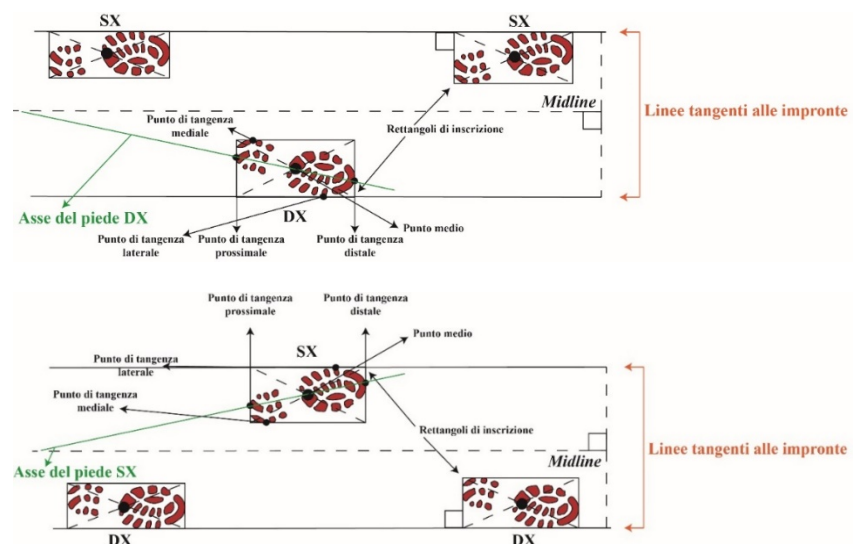 SX
SX
Midline
Linee tangenti alle impronte
Punto di tangenza
mediale
Rettangoli di inscrizione
Asse del piede DX
DX
Punto di tangenza
laterale
Punto di tangenza
prossimale
Punto di tangenza
distale
Punto medio
Punto di tangenza
prossimale
Punto di tangenza
distale
Punto medio
SX
Punto di tangenza
laterale
Punto di tangenza
mediale
Rettangoli di inscrizione
Linee tangenti alle impronte
Midline
Asse del piede SX
DX
DX